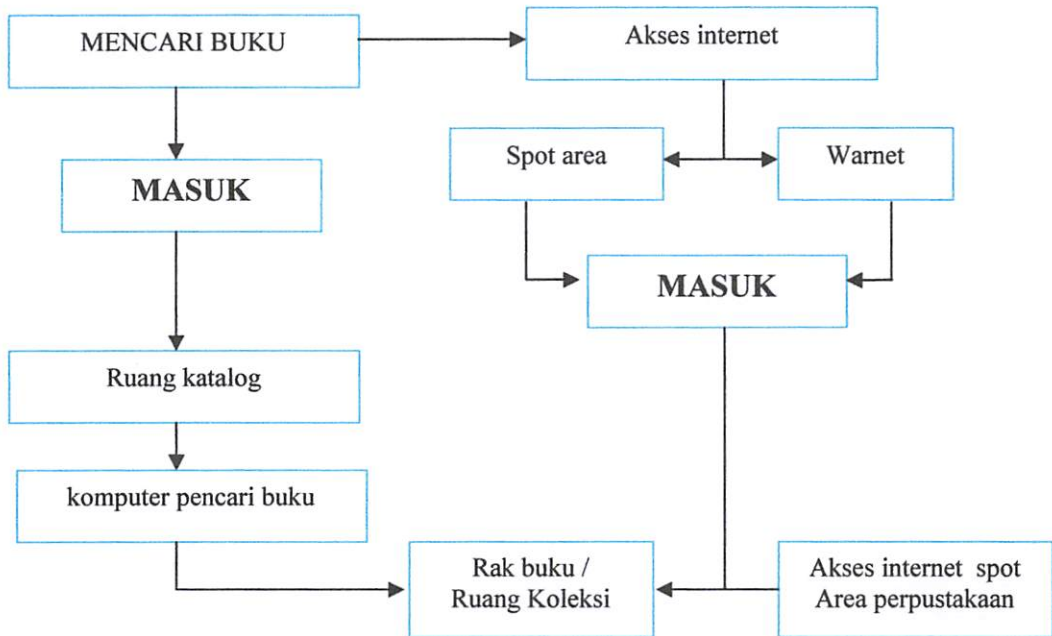 MENCARI BUKU
Akses internet
Spot area
Warnet
MASUK
MASUK
Ruang katalog
komputer pencari buku
Rak buku /
Ruang Koleksi
Akses internet spot
Area perpustakaan